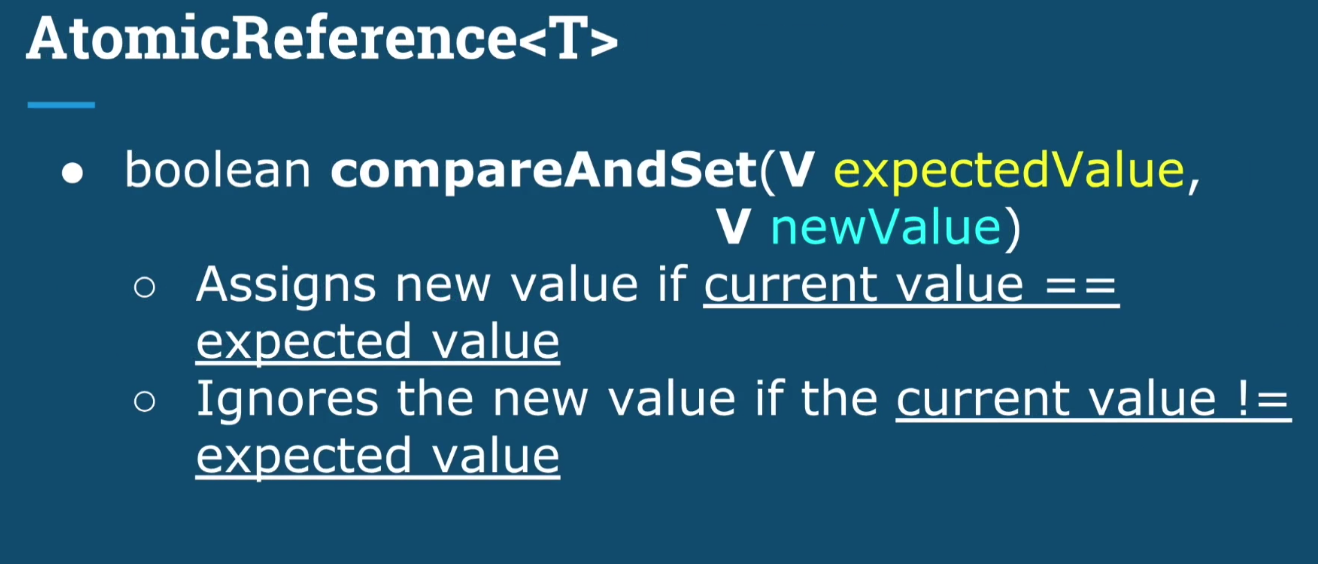 AtomicReference<T>
● boolean compareAndSet(V expectedValue,
V newValue)
○ Assigns new value if current value ==
expected value
○ Ignores the new value if the current value !=
expected value